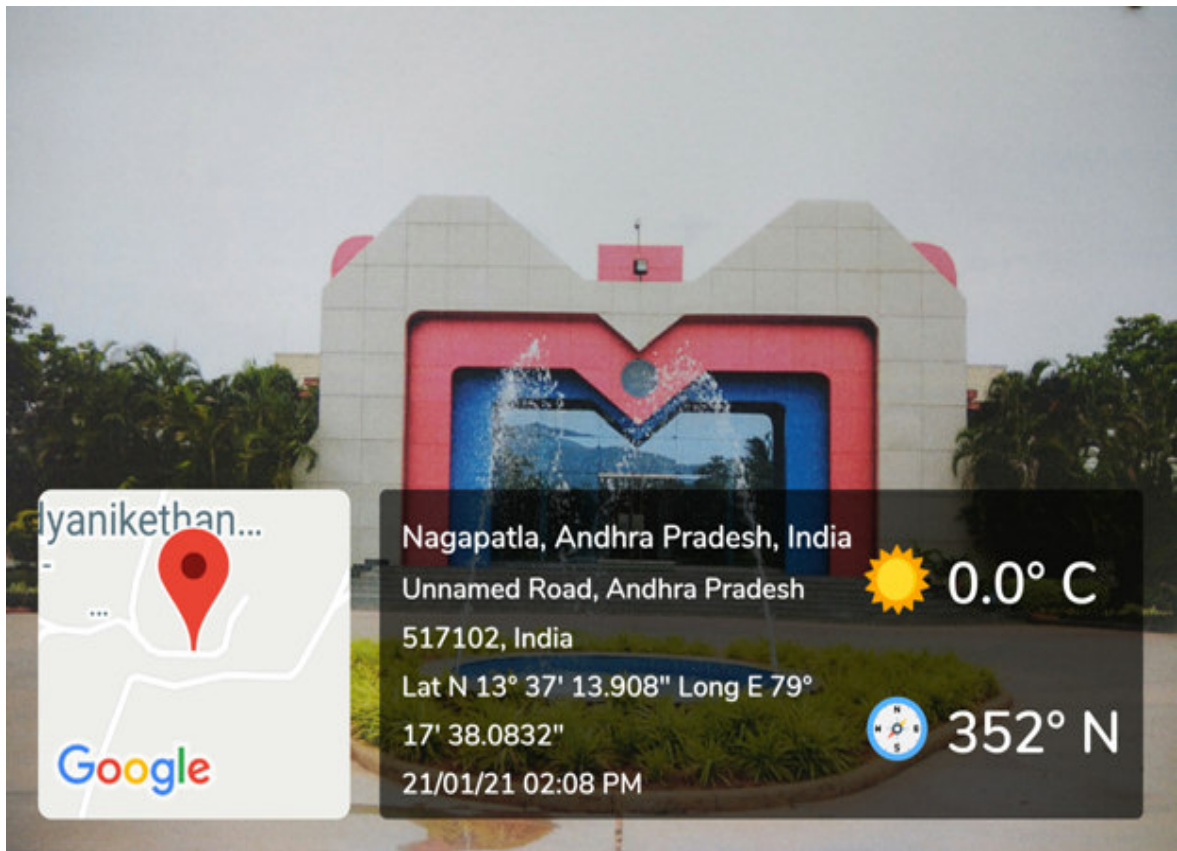 lyanikethan...
...
Google
Nagapatla, Andhra Pradesh, India
Unnamed Road, Andhra Pradesh
517102, India
Lat N 13° 37' 13.908" Long E 79°
17' 38.0832"
21/01/21 02:08 PM
0.0° C
N
S
352° N